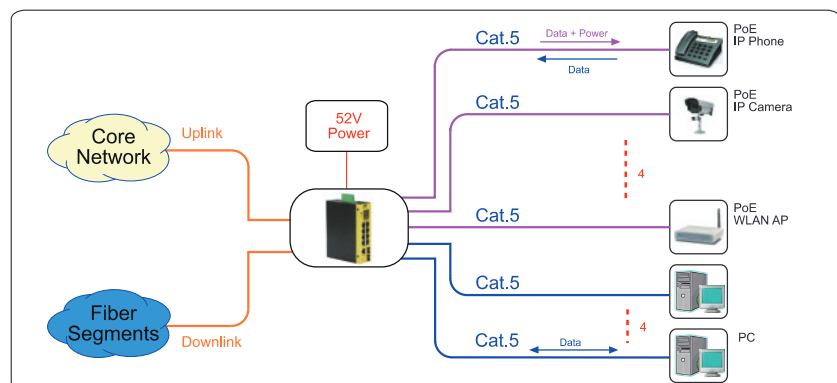 Cat.5
Data + Power
Data
PoE
IP Phone
Cat.5
PoE
IP Camera
52V
Power
Core
Network
Uplink
4
Cat.5
PoE
WLAN AP
Cat.5
Fiber
Segments
Downlink
4
Cat.5
Data
PC